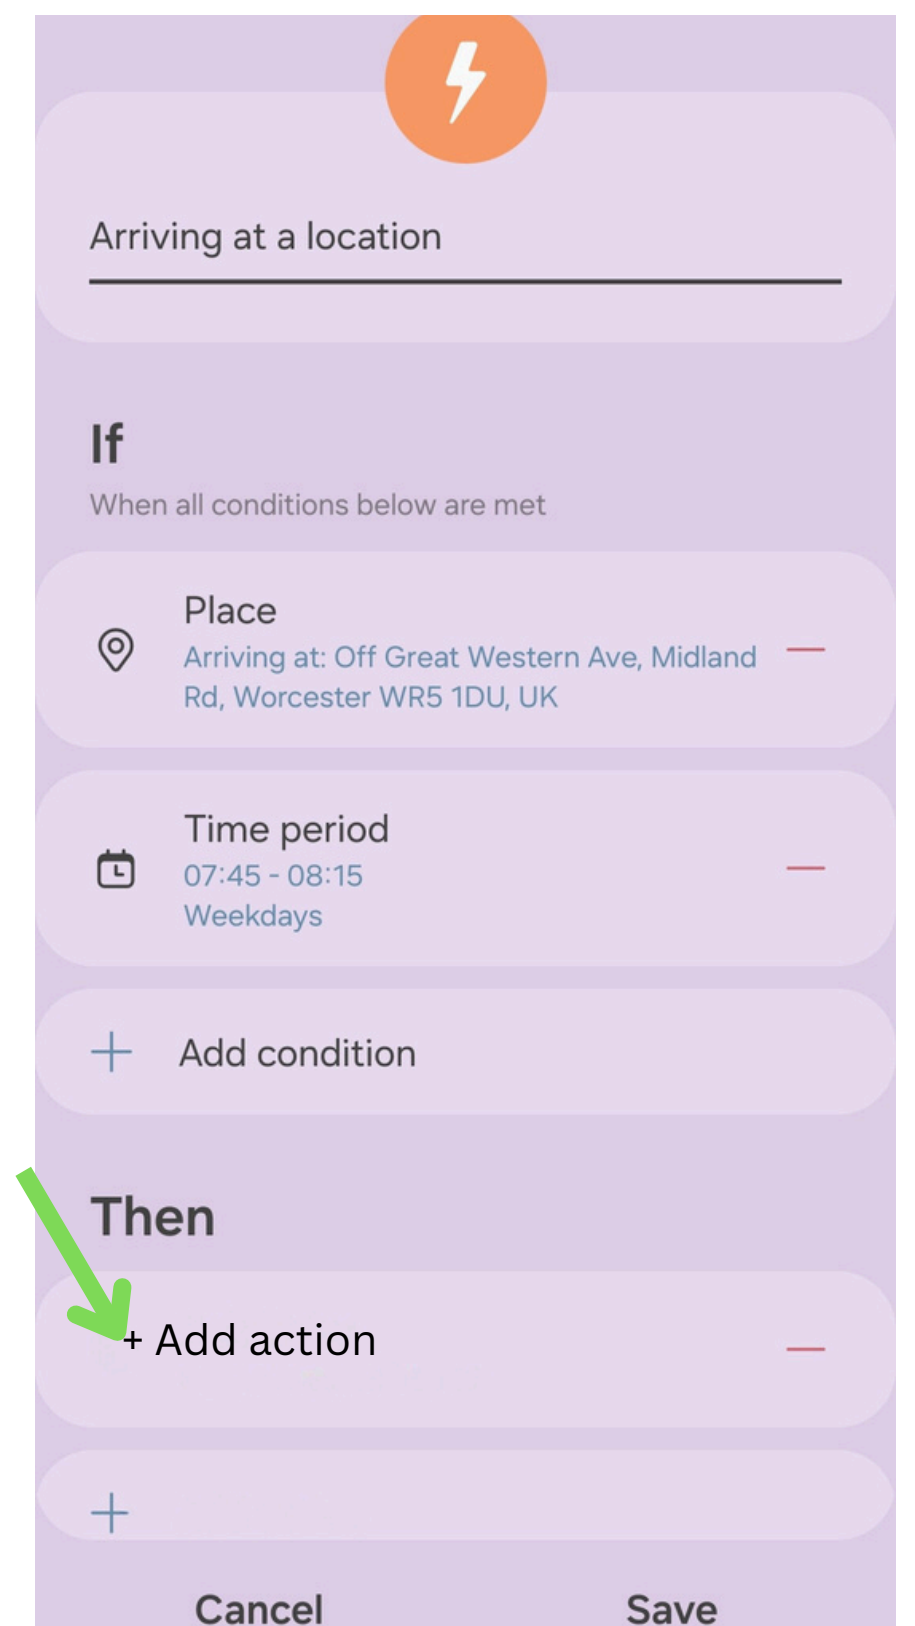 Arriving at a location
If
When all conditions below are met
Place
Arriving at: Off Great Western Ave, Midland
Rd, Worcester WR5 1DU, UK
Time period
07:45 - 08:15
Weekdays
Add condition
Then
+ Add action
Cancel
Save